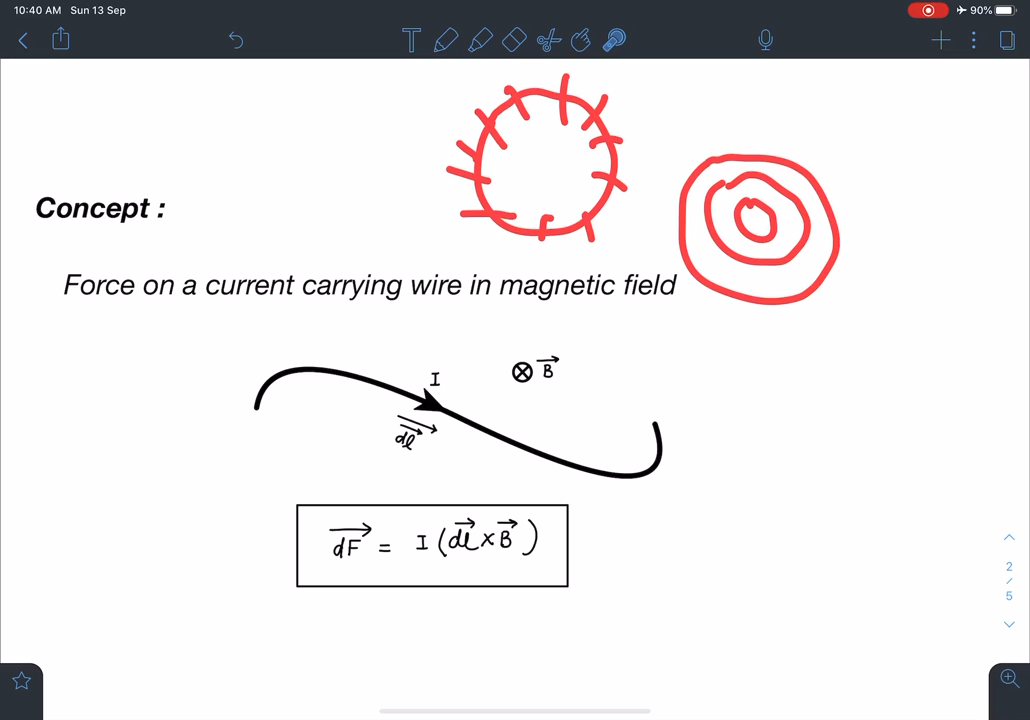 10:40 AM Sun 13 Sep
90%
T
Concept :
Force on a current carrying wire in magnetic field
I
⊗ B⃗
dl⃗
dF⃗ = I (dl⃗ × B⃗ )
2
/
5